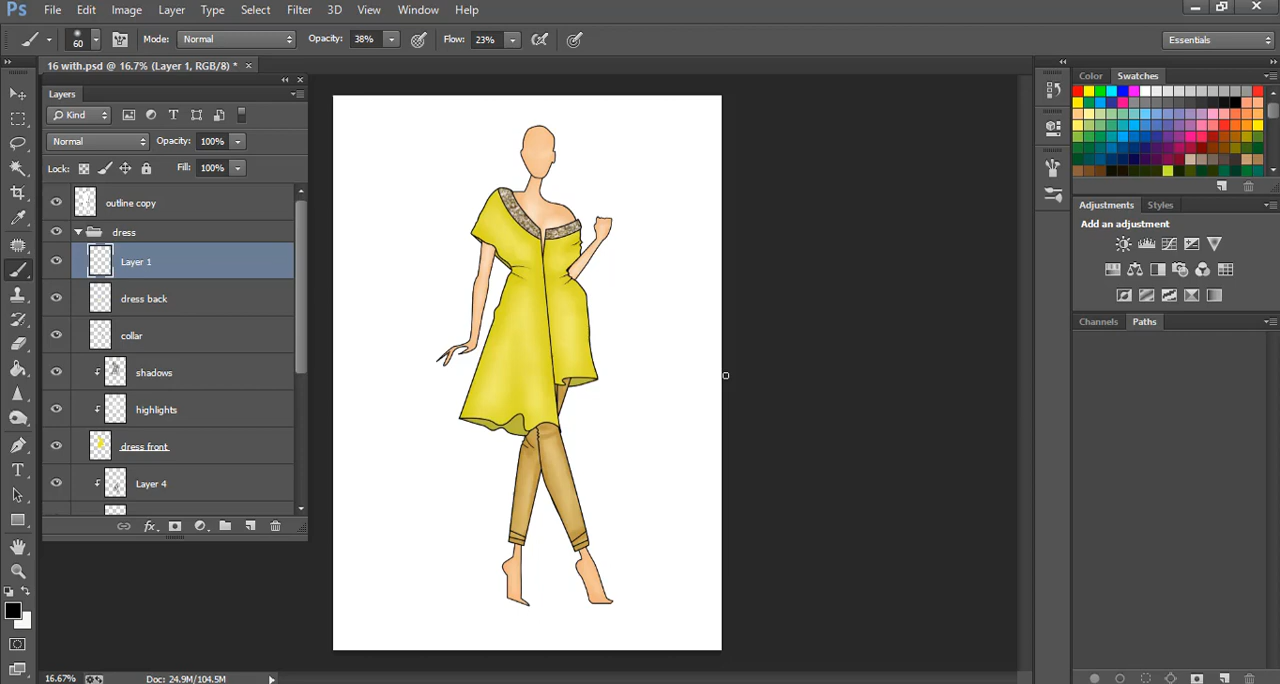 Ps File Edit Image Layer Type Select Filter 3D View Window Help
60 Mode: Normal Opacity: 38% Flow: 23% Essentials
16 with.psd @ 16.7% (Layer 1, RGB/8) * ×
Layers
Kind
Normal Opacity: 100%
Lock: Fill: 100%
outline copy
dress
Layer 1
dress back
collar
shadows
highlights
dress front
Layer 4
fx
Color Swatches
Adjustments Styles
Add an adjustment
Channels Paths
16.67% Doc: 24.9M/104.5M